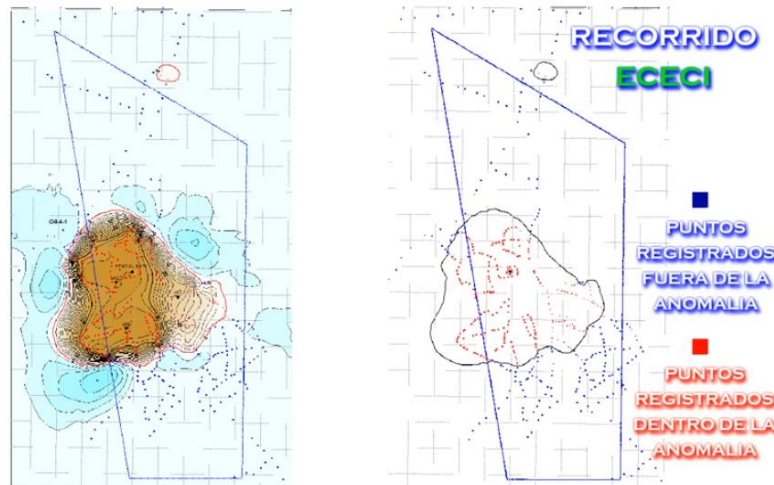 RECORRIDO
ECECI
PUNTOS
REGISTRADOS
FUERA DE LA
ANOMALIA
PUNTOS
REGISTRADOS
DENTRO DE LA
ANOMALIA